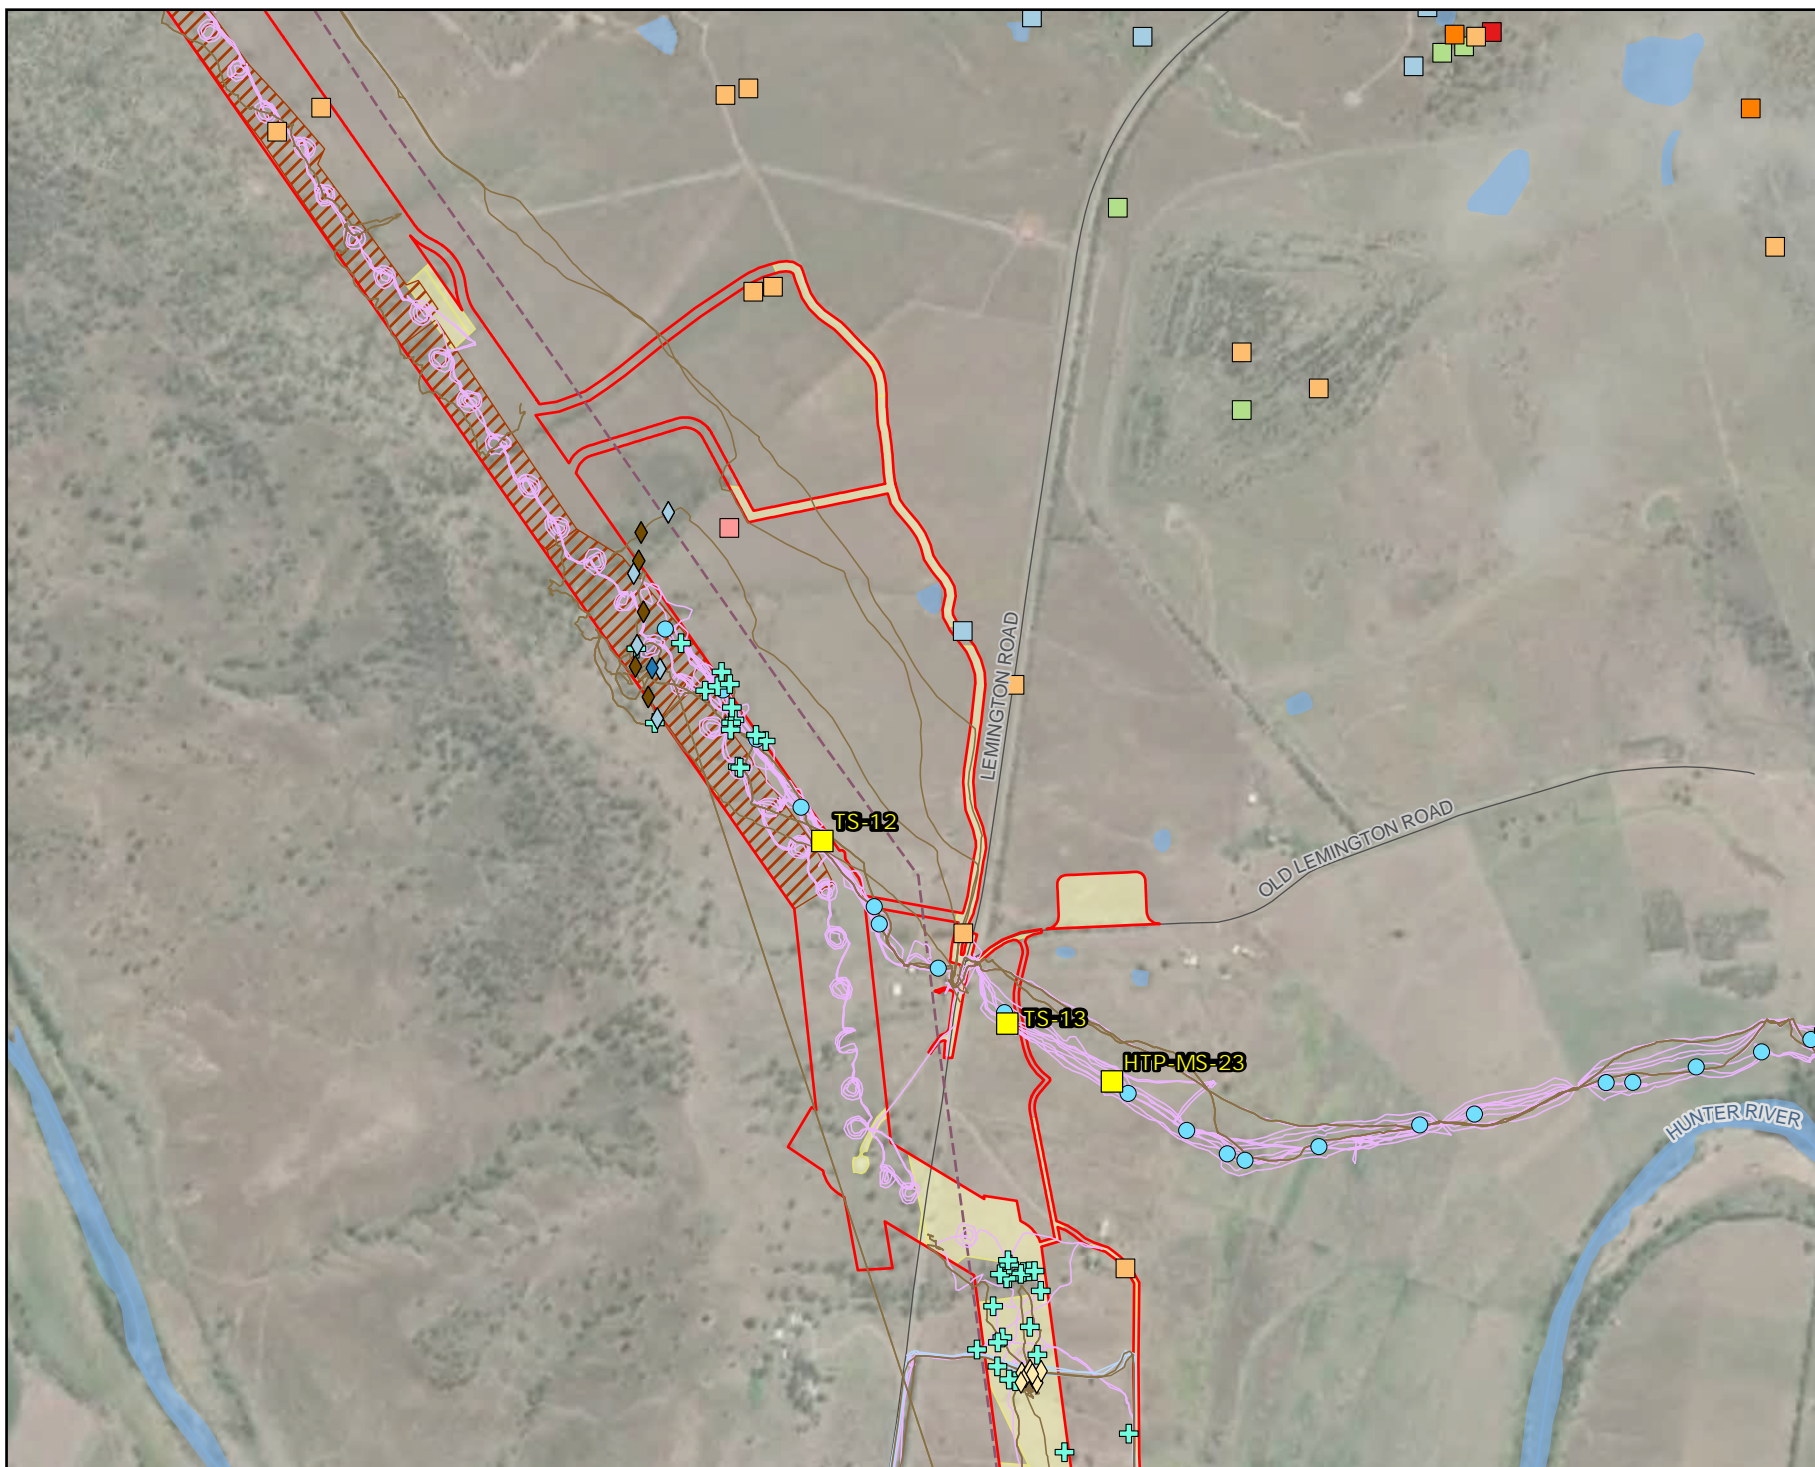 LEMINGTON ROAD
TS-12
OLD LEMINGTON ROAD
TS-13
HTP-MS-23
HUNTER RIVER